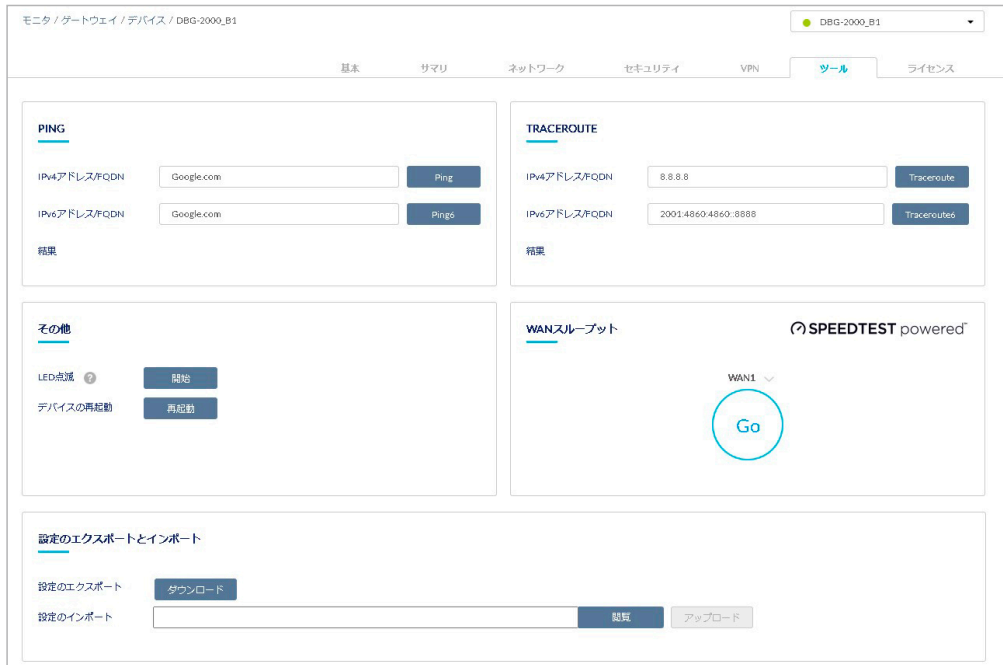 モニタ / ゲートウェイ / デバイス / DBG-2000_B1
DBG-2000_B1
基本 サマリ ネットワーク セキュリティ VPN ツール ライセンス
PING
IPv4アドレス/FQDN Google.com Ping
IPv6アドレス/FQDN Google.com Ping6
結果
TRACEROUTE
IPv4アドレス/FQDN 8.8.8.8 Traceroute
IPv6アドレス/FQDN 2001:4860:4860::8888 Traceroute6
結果
その他
LED点滅 ?
開始
デバイスの再起動 再起動
WANスループット
SPEEDTEST powered™
WAN1
Go
設定のエクスポートとインポート
設定のエクスポート ダウンロード
設定のインポート 閲覧 アップロード